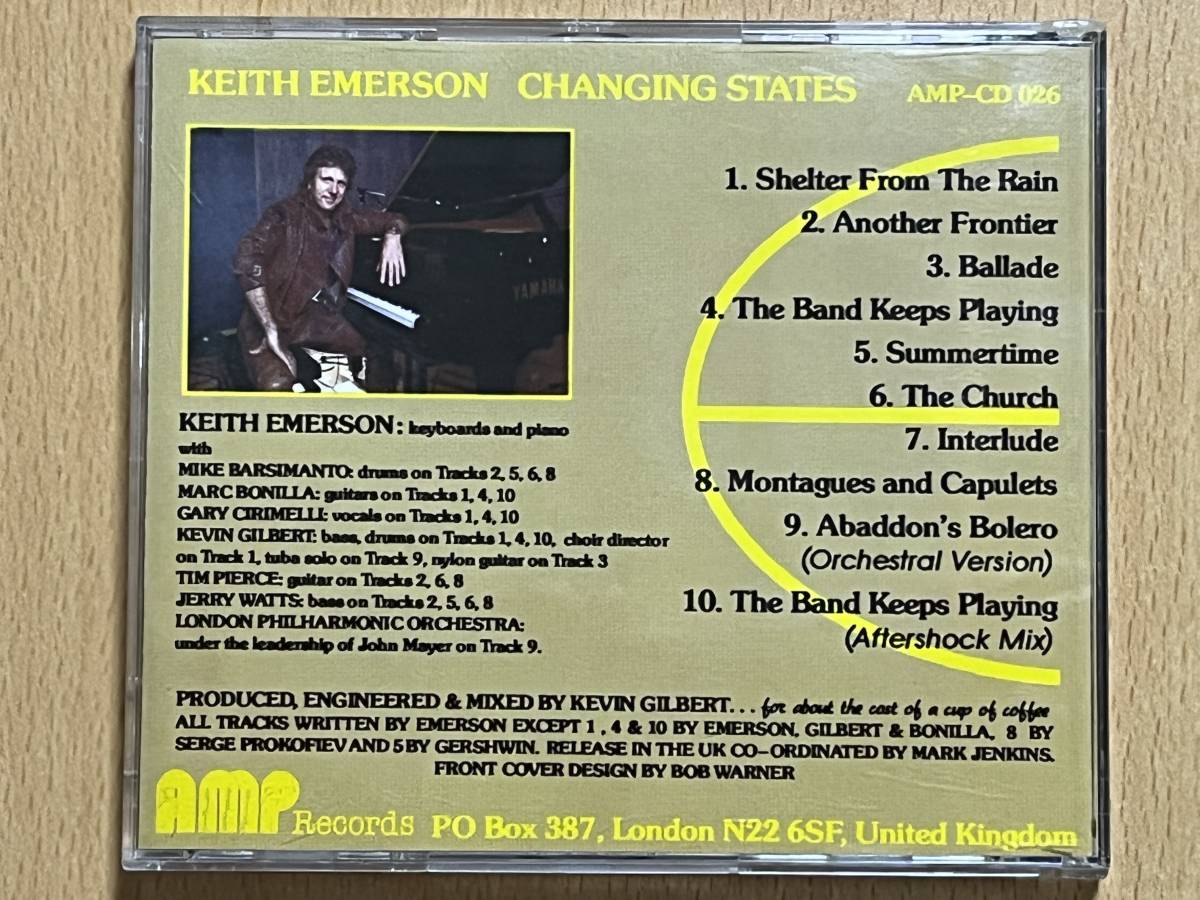 KEITH EMERSON CHANGING STATES AMP-CD 026
YAMAHA
1. Shelter From The Rain
2. Another Frontier
3. Ballade
4. The Band Keeps Playing
5. Summertime
6. The Church
7. Interlude
8. Montagues and Capulets
9. Abaddon's Bolero
(Orchestral Version)
10. The Band Keeps Playing
(Aftershock Mix)
KEITH EMERSON: keyboards and piano
with
MIKE BARSIMANTO: drums on Tracks 2, 5, 6, 8
MARC BONILLA: guitars on Tracks 1, 4, 10
GARY CIRIMELLI: vocals on Tracks 1, 4, 10
KEVIN GILBERT: bass, drums on Tracks 1, 4, 10, choir director
on Track 1, tuba solo on Track 9, nylon guitar on Track 3
TIM PIERCE: guitar on Tracks 2, 6, 8
JERRY WATTS: bass on Tracks 2, 5, 6, 8
LONDON PHILHARMONIC ORCHESTRA:
under the leadership of John Mayer on Track 9.
PRODUCED, ENGINEERED & MIXED BY KEVIN GILBERT... for about the cost of a cup of coffee
ALL TRACKS WRITTEN BY EMERSON EXCEPT 1, 4 & 10 BY EMERSON, GILBERT & BONILLA, 8 BY
SERGE PROKOFIEV AND 5 BY GERSHWIN. RELEASE IN THE UK CO-ORDINATED BY MARK JENKINS.
FRONT COVER DESIGN BY BOB WARNER
AMP Records PO Box 387, London N22 6SF, United Kingdom